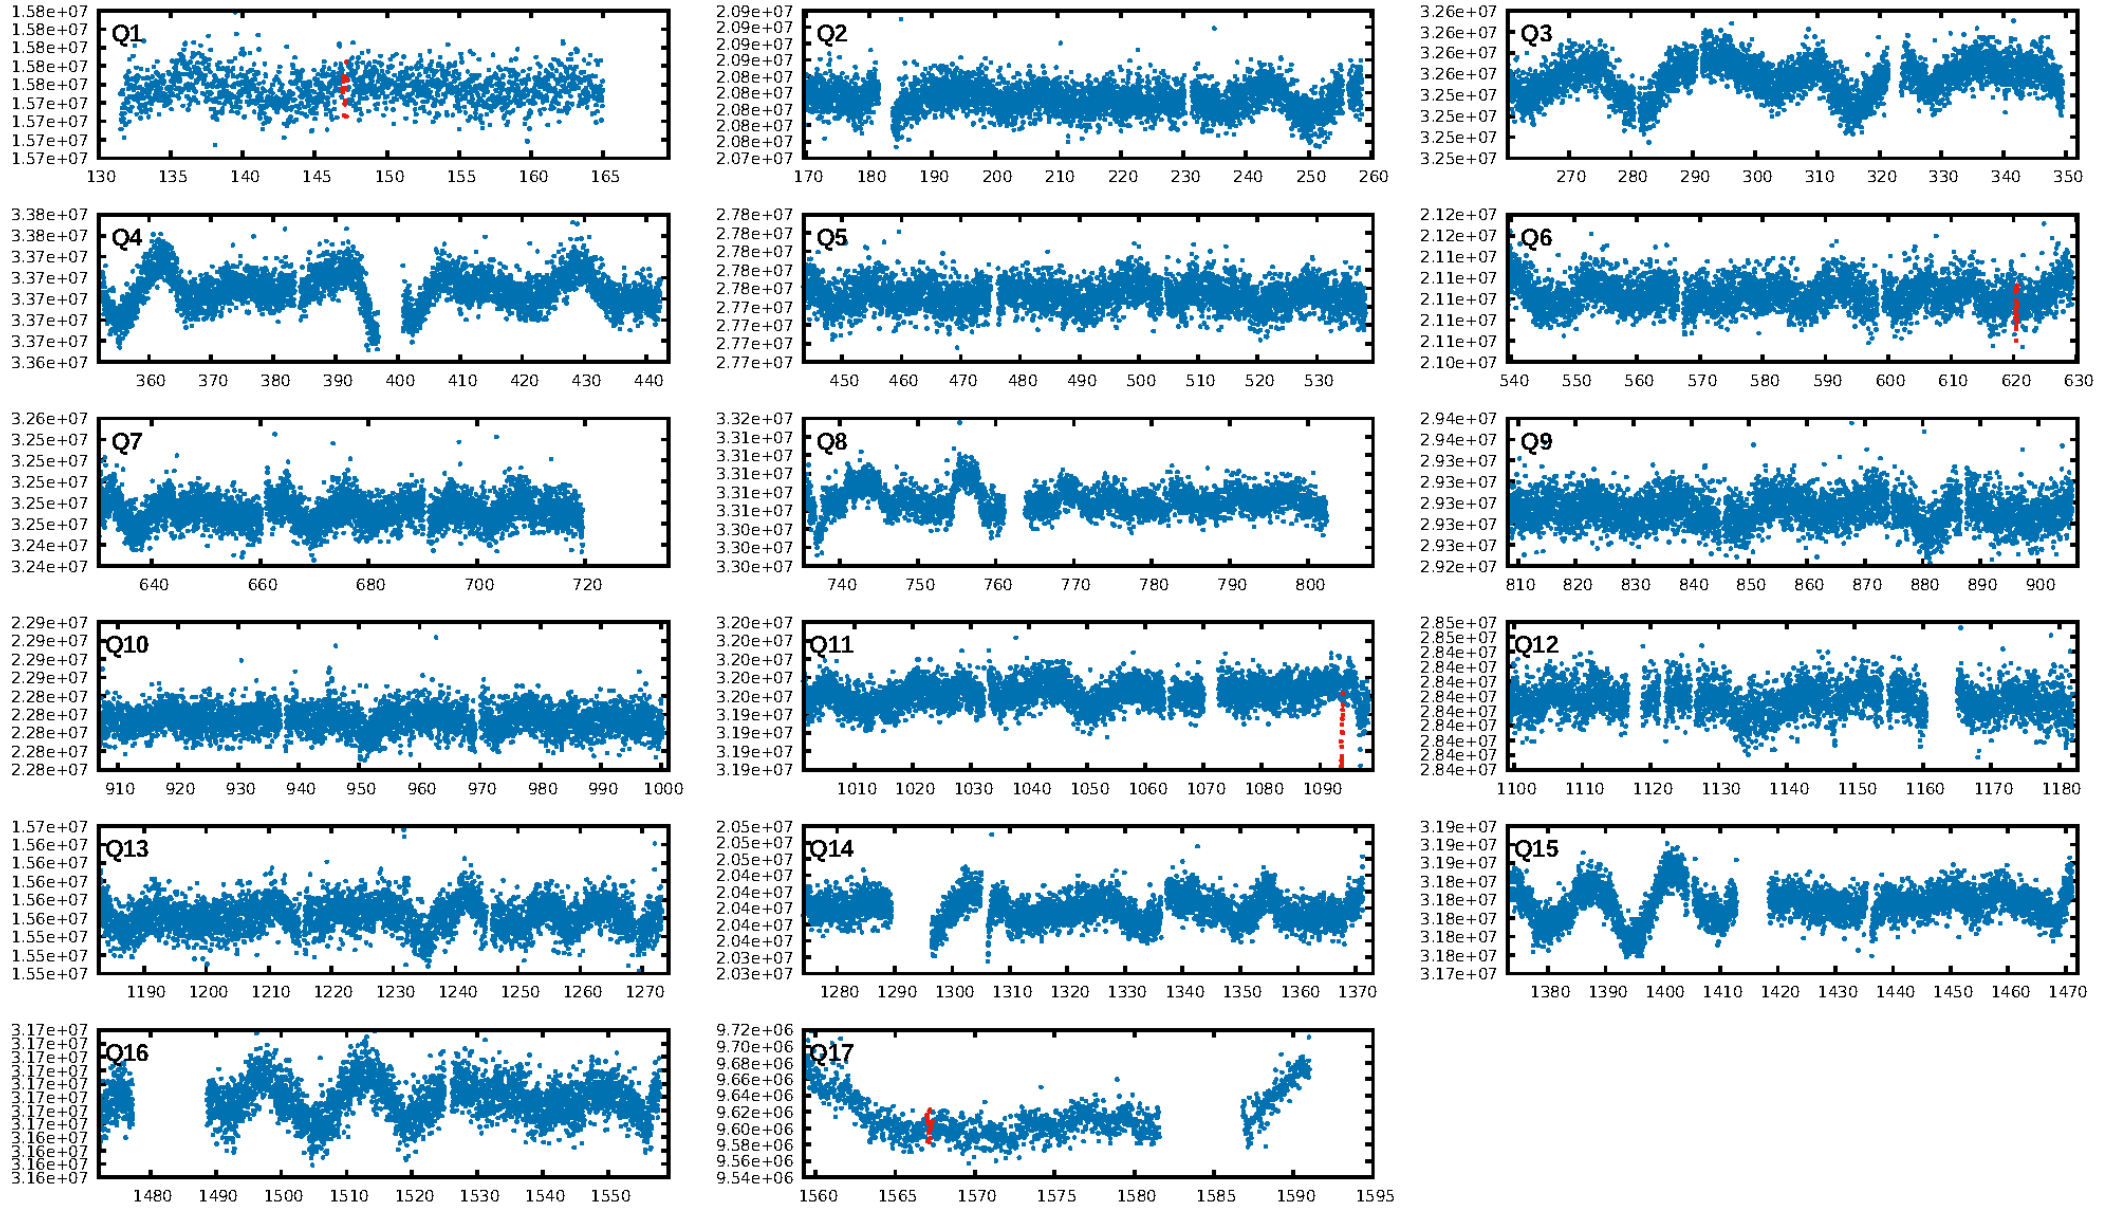 1.58e+07 1.58e+07 1.58e+07 1.58e+07 1.58e+07 1.57e+07 1.57e+07 1.57e+07 1.57e+07
Q1
130 135 140 145 150 155 160 165
2.09e+07 2.09e+07 2.09e+07 2.09e+07 2.08e+07 2.08e+07 2.08e+07 2.08e+07 2.08e+07 2.07e+07
Q2
170 180 190 200 210 220 230 240 250 260
3.26e+07 3.26e+07 3.26e+07 3.26e+07 3.25e+07 3.25e+07 3.25e+07 3.25e+07
Q3
270 280 290 300 310 320 330 340 350
3.38e+07 3.38e+07 3.37e+07 3.37e+07 3.37e+07 3.37e+07 3.37e+07 3.36e+07
Q4
360 370 380 390 400 410 420 430 440
2.78e+07 2.78e+07 2.78e+07 2.78e+07 2.78e+07 2.77e+07 2.77e+07 2.77e+07 2.77e+07
Q5
450 460 470 480 490 500 510 520 530
2.12e+07 2.12e+07 2.11e+07 2.11e+07 2.11e+07 2.11e+07 2.11e+07 2.10e+07
Q6
540 550 560 570 580 590 600 610 620 630
3.26e+07 3.25e+07 3.25e+07 3.25e+07 3.25e+07 3.25e+07 3.24e+07 3.24e+07
Q7
640 660 680 700 720
3.32e+07 3.31e+07 3.31e+07 3.31e+07 3.31e+07 3.31e+07 3.30e+07 3.30e+07 3.30e+07
Q8
740 750 760 770 780 790 800
2.94e+07 2.94e+07 2.93e+07 2.93e+07 2.93e+07 2.93e+07 2.93e+07 2.92e+07
Q9
810 820 830 840 850 860 870 880 890 900
2.29e+07 2.29e+07 2.29e+07 2.29e+07 2.28e+07 2.28e+07 2.28e+07 2.28e+07 2.28e+07
Q10
910 920 930 940 950 960 970 980 990 1000
3.20e+07 3.20e+07 3.20e+07 3.20e+07 3.20e+07 3.19e+07 3.19e+07 3.19e+07 3.19e+07
Q11
1010 1020 1030 1040 1050 1060 1070 1080 1090
2.85e+07 2.85e+07 2.84e+07 2.84e+07 2.84e+07 2.84e+07 2.84e+07 2.84e+07 2.84e+07 2.84e+07 2.84e+07
Q12
1100 1110 1120 1130 1140 1150 1160 1170 1180
1.57e+07 1.56e+07 1.56e+07 1.56e+07 1.56e+07 1.56e+07 1.55e+07 1.55e+07 1.55e+07
Q13
1190 1200 1210 1220 1230 1240 1250 1260 1270
2.05e+07 2.05e+07 2.05e+07 2.04e+07 2.04e+07 2.04e+07 2.04e+07 2.04e+07 2.03e+07 2.03e+07
Q14
1280 1290 1300 1310 1320 1330 1340 1350 1360 1370
3.19e+07 3.19e+07 3.19e+07 3.18e+07 3.18e+07 3.18e+07 3.18e+07 3.18e+07 3.17e+07
Q15
1380 1390 1400 1410 1420 1430 1440 1450 1460 1470
3.17e+07 3.17e+07 3.17e+07 3.17e+07 3.17e+07 3.17e+07 3.17e+07 3.17e+07 3.16e+07 3.16e+07 3.16e+07 3.16e+07
Q16
1480 1490 1500 1510 1520 1530 1540 1550
9.72e+06 9.70e+06 9.68e+06 9.66e+06 9.64e+06 9.62e+06 9.60e+06 9.58e+06 9.56e+06 9.54e+06
Q17
1560 1565 1570 1575 1580 1585 1590 1595